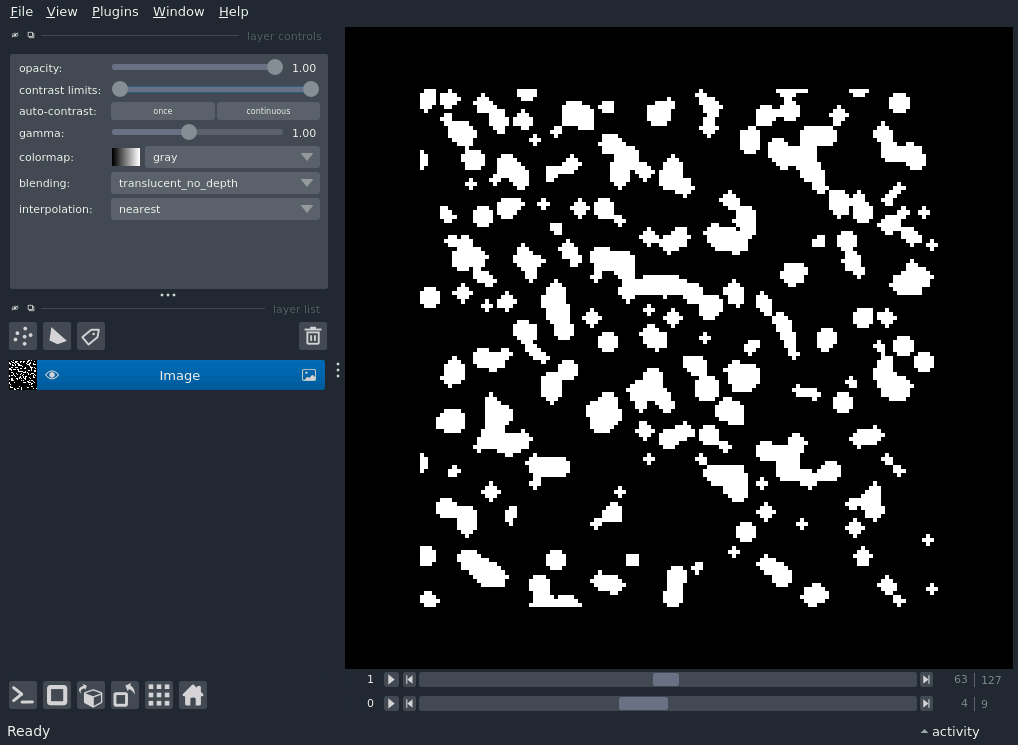 File View Plugins Window Help
layer controls
opacity: 1.00
contrast limits:
auto-contrast: once continuous
gamma: 1.00
colormap: gray
blending: translucent_no_depth
interpolation: nearest
layer list
Image
1 63 127
0 4 9
Ready activity